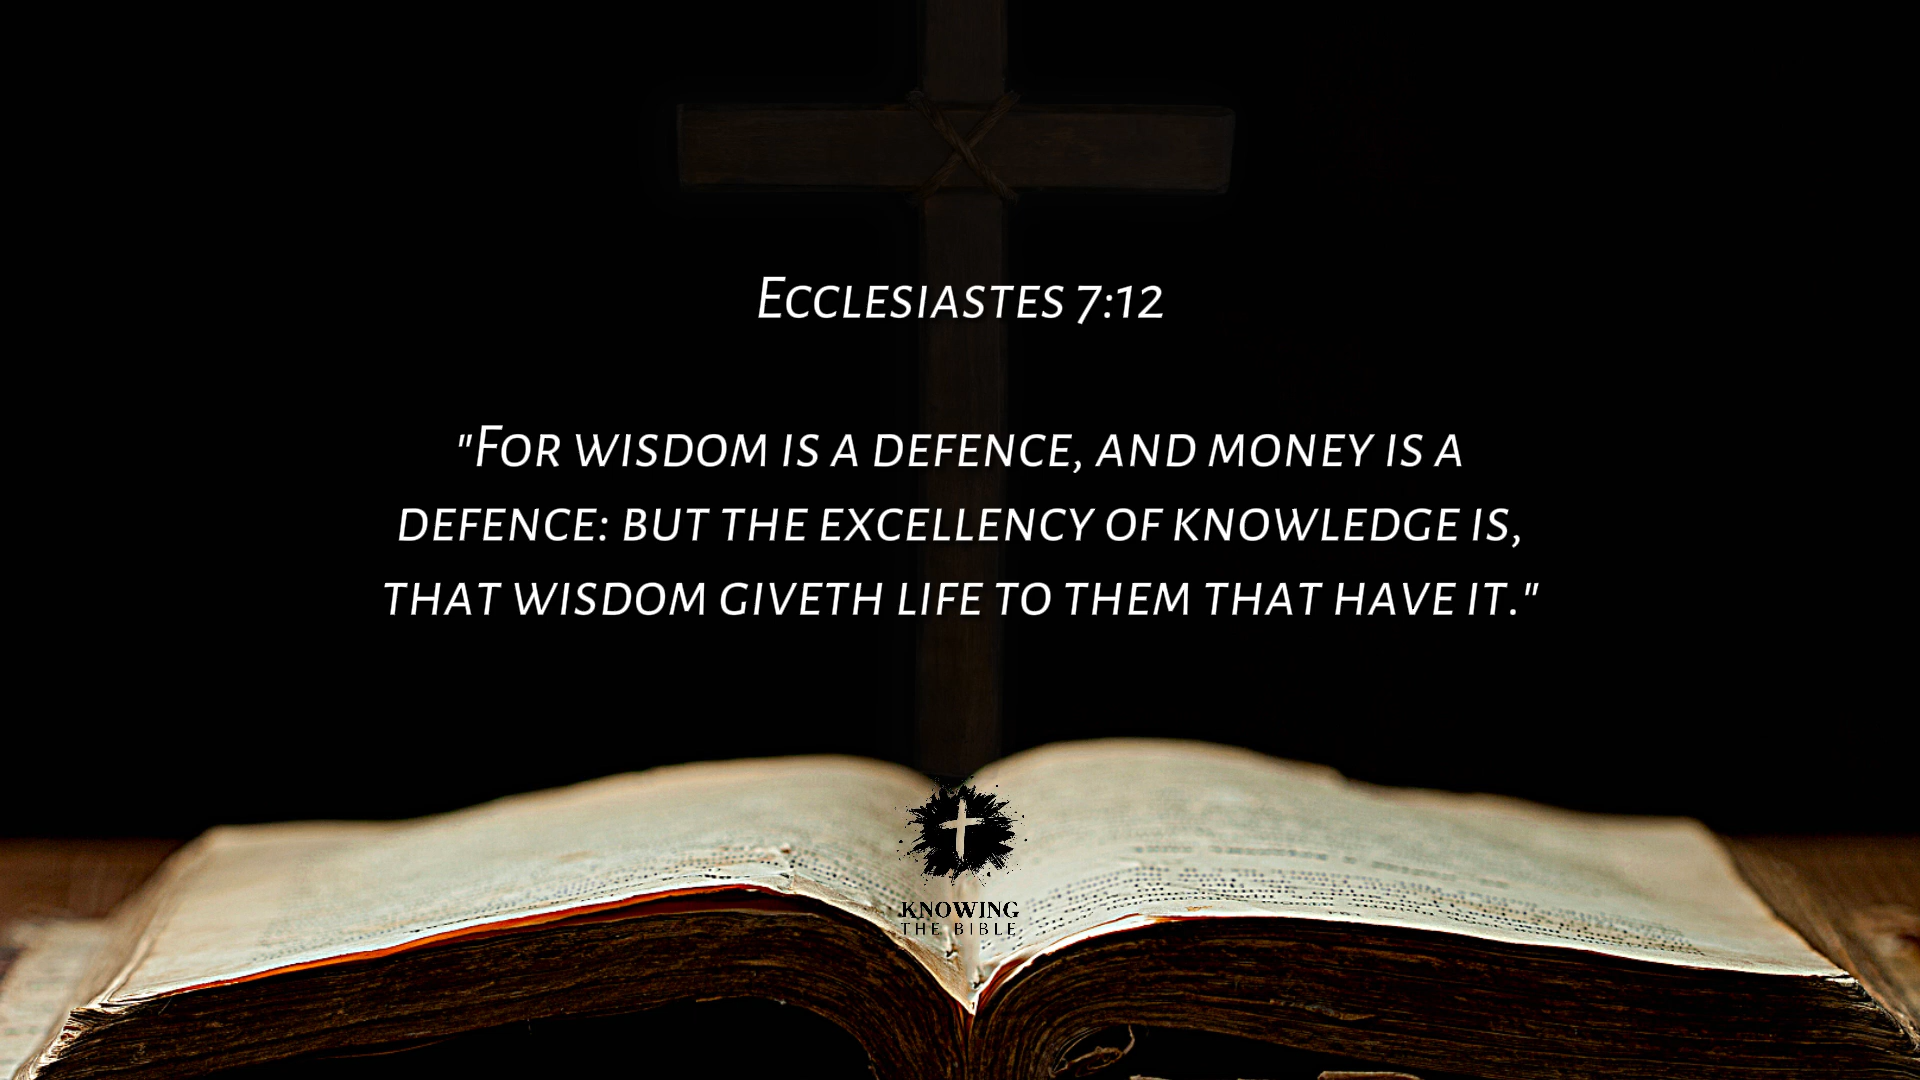 Ecclesiastes 7:12
"For wisdom is a defence, and money is a
defence: but the excellency of knowledge is,
that wisdom giveth life to them that have it."
KNOWING
THE BIBLE